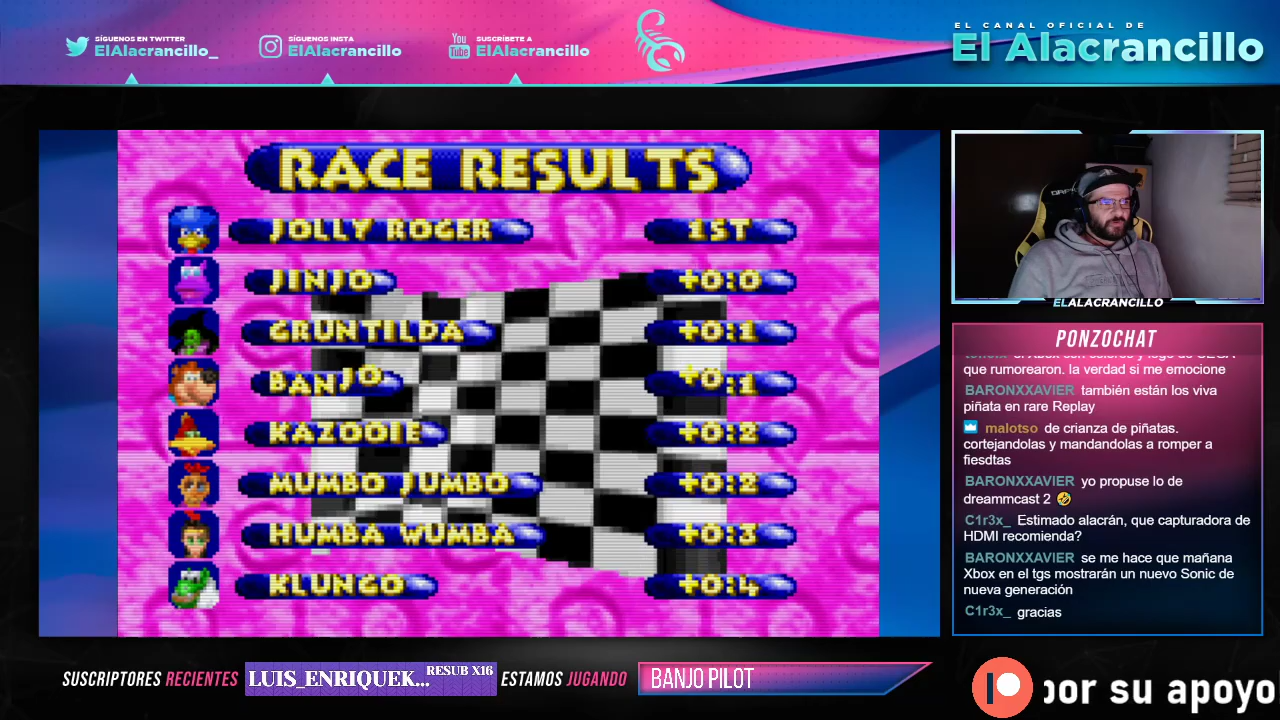 SÍGUENOS EN TWITTER
ElAlacrancillo_
SÍGUENOS INSTA
ElAlacrancillo
You
Tube
SUSCRÍBETE A
ElAlacrancillo
EL CANAL OFICIAL DE
El Alacrancillo
RACE RESULTS
JOLLY ROGER 1ST
JINJO +0:0
GRUNTILDA +0:1
BANJO +0:1
KAZOOIE +0:2
MUMBO JUMBO +0:2
HUMBA WUMBA +0:3
KLUNGO +0:4
ELALACRANCILLO
PONZOCHAT
que rumorearon. la verdad sí me emocione
BARONXXAVIER también están los viva
piñata en rare Replay
malotso de crianza de piñatas.
cortejandolas y mandandolas a romper a
fiesdtas
BARONXXAVIER yo propuse lo de
dreammcast 2 🤣
C1r3x_ Estimado alacrán, que capturadora de
HDMI recomienda?
BARONXXAVIER se me hace que mañana
Xbox en el tgs mostrarán un nuevo Sonic de
nueva generación
C1r3x_ gracias
SUSCRIPTORES RECIENTES
LUIS_ENRIQUEK... RESUB X16
ESTAMOS JUGANDO
BANJO PILOT
por su apoyo